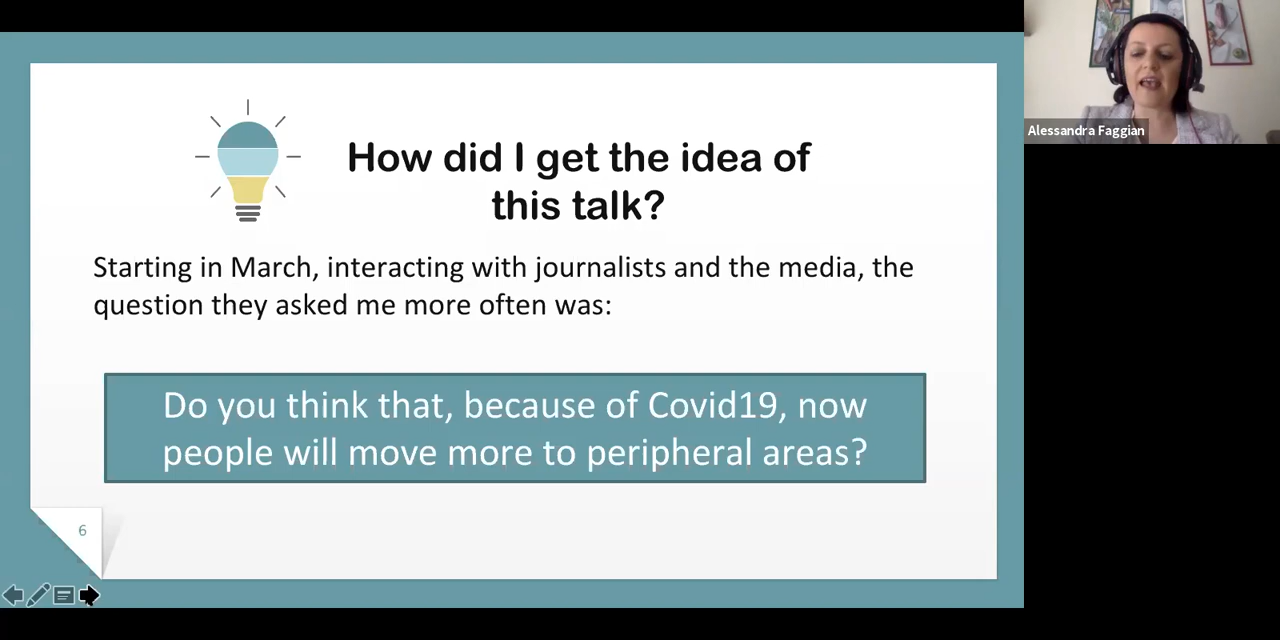 How did I get the idea of
this talk?
Starting in March, interacting with journalists and the media, the
question they asked me more often was:
Do you think that, because of Covid19, now
people will move more to peripheral areas?
6
Alessandra Faggian